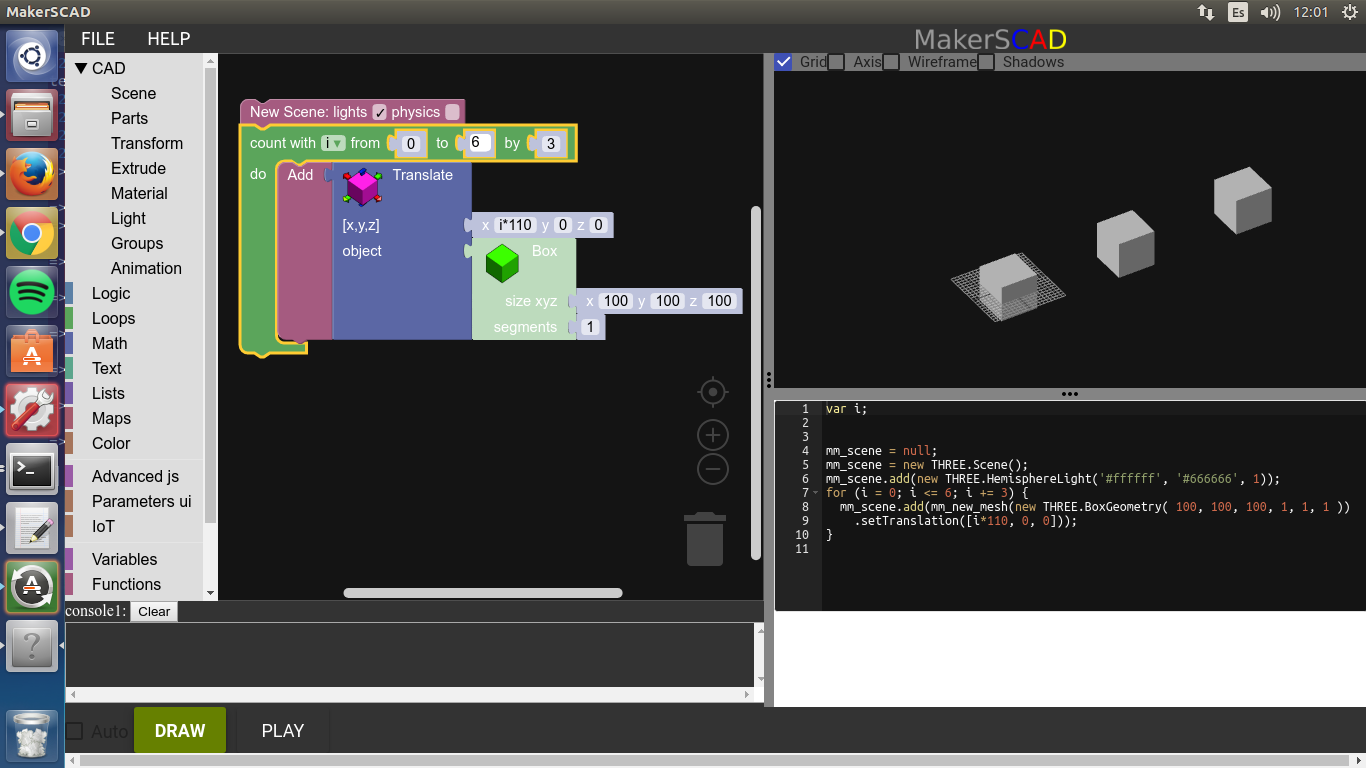 MakerSCAD
Es
12:01
FILE HELP
MakerSCAD
Grid Axis Wireframe Shadows
CAD
Scene
Parts
Transform
Extrude
Material
Light
Groups
Animation
Logic
Loops
Math
Text
Lists
Maps
Color
Advanced js
Parameters ui
IoT
Variables
Functions
New Scene: lights ✓ physics
count with i from 0 to 6 by 3
do Add Translate
[x,y,z] x i*110 y 0 z 0
object Box
size xyz x 100 y 100 z 100
segments 1
1 var i;
2
3
4 mm_scene = null;
5 mm_scene = new THREE.Scene();
6 mm_scene.add(new THREE.HemisphereLight('#ffffff', '#666666', 1));
7 for (i = 0; i <= 6; i += 3) {
8   mm_scene.add(mm_new_mesh(new THREE.BoxGeometry( 100, 100, 100, 1, 1, 1 ))
9     .setTranslation([i*110, 0, 0]));
10 }
11
console1: Clear
Auto DRAW PLAY